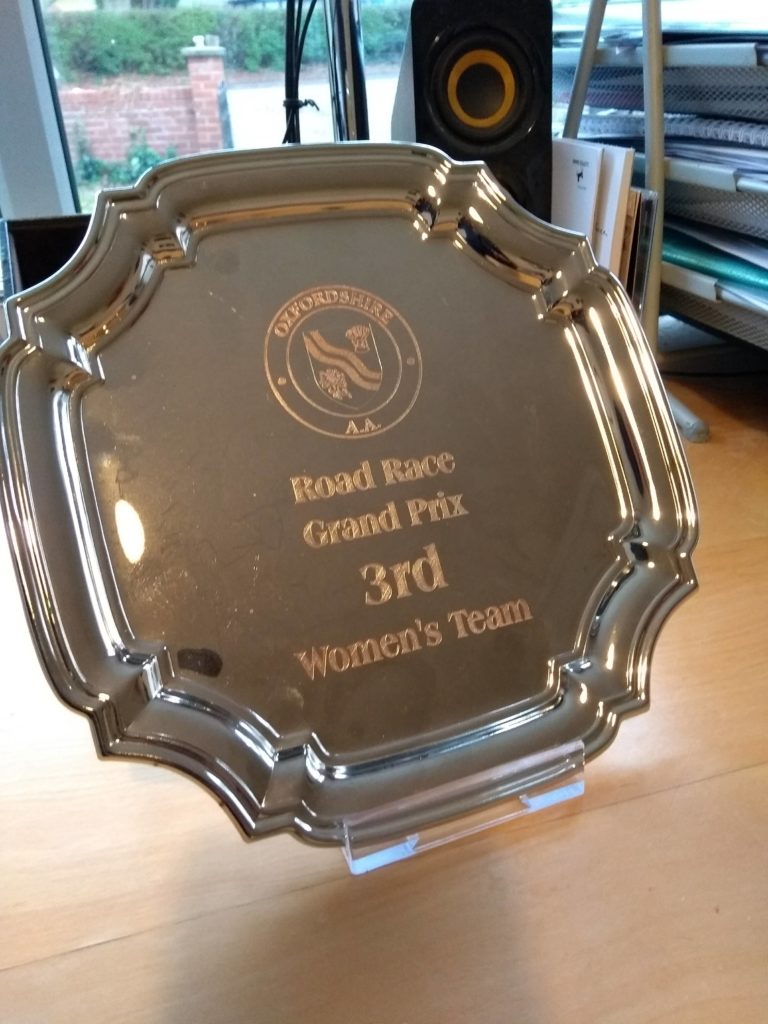 OXFORDSHIRE
A.A.
Road Race
Grand Prix
3rd
Women's Team